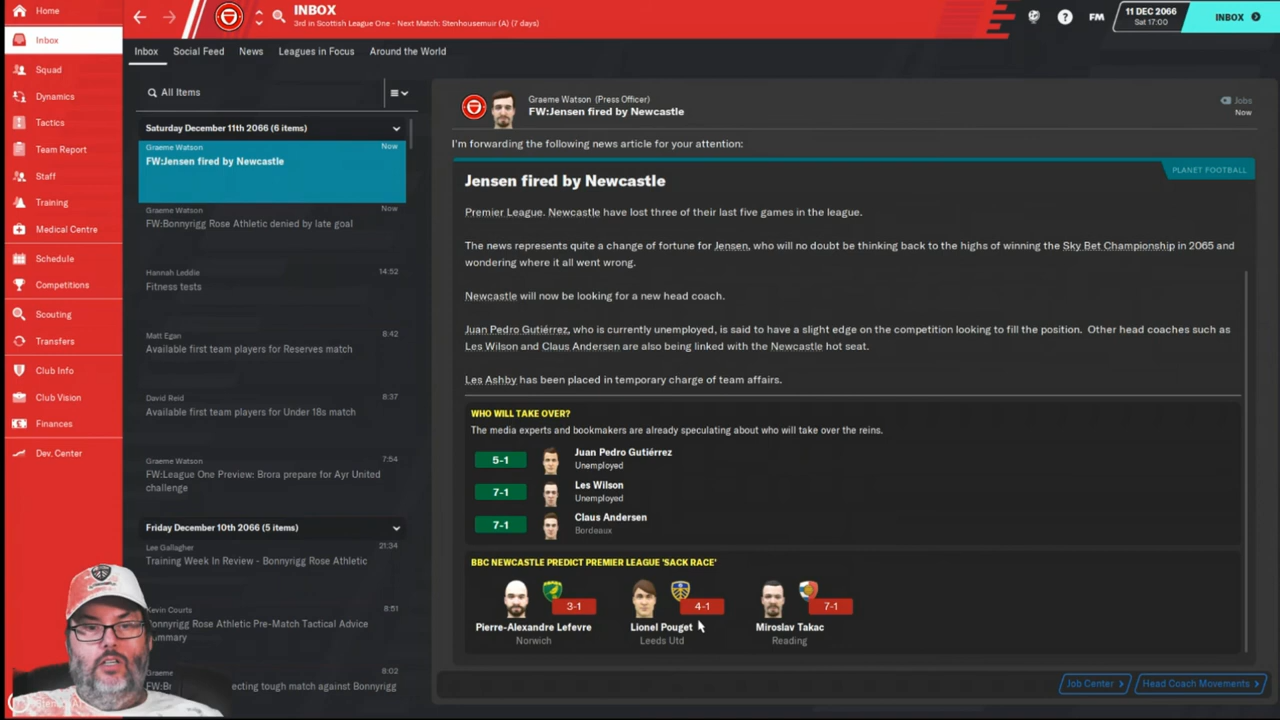 Home
Inbox
Squad
Dynamics
Tactics
Team Report
Staff
Training
Medical Centre
Schedule
Competitions
Scouting
Transfers
Club Info
Club Vision
Finances
Dev. Center
INBOX
3rd in Scottish League One - Next Match: Stenhousemuir (A) (7 days)
FM
11 DEC 2066
Sat 17:00
INBOX
Inbox
Social Feed
News
Leagues in Focus
Around the World
All Items
Saturday December 11th 2066 (6 items)
Graeme Watson
Now
FW:Jensen fired by Newcastle
Graeme Watson
Now
FW:Bonnyrigg Rose Athletic denied by late goal
Hannah Leddie
14:52
Fitness tests
Matt Egan
8:42
Available first team players for Reserves match
David Reid
8:37
Available first team players for Under 18s match
Graeme Watson
7:54
FW:League One Preview: Brora prepare for Ayr United
challenge
Friday December 10th 2066 (5 items)
Lee Gallagher
21:34
Training Week In Review - Bonnyrigg Rose Athletic
Kevin Courts
8:51
Bonnyrigg Rose Athletic Pre-Match Tactical Advice
Summary
Graeme
8:02
ecting tough match against Bonnyrigg
Graeme Watson (Press Officer)
FW:Jensen fired by Newcastle
Jobs
Now
I'm forwarding the following news article for your attention:
PLANET FOOTBALL
Jensen fired by Newcastle
Premier League. Newcastle have lost three of their last five games in the league.
The news represents quite a change of fortune for Jensen, who will no doubt be thinking back to the highs of winning the Sky Bet Championship in 2065 and
wondering where it all went wrong.
Newcastle will now be looking for a new head coach.
Juan Pedro Gutiérrez, who is currently unemployed, is said to have a slight edge on the competition looking to fill the position. Other head coaches such as
Les Wilson and Claus Andersen are also being linked with the Newcastle hot seat.
Les Ashby has been placed in temporary charge of team affairs.
WHO WILL TAKE OVER?
The media experts and bookmakers are already speculating about who will take over the reins.
5-1
Juan Pedro Gutiérrez
Unemployed
7-1
Les Wilson
Unemployed
7-1
Claus Andersen
Bordeaux
BBC NEWCASTLE PREDICT PREMIER LEAGUE 'SACK RACE'
3-1
Pierre-Alexandre Lefevre
Norwich
4-1
Lionel Pouget
Leeds Utd
7-1
Miroslav Takac
Reading
Job Center
Head Coach Movements